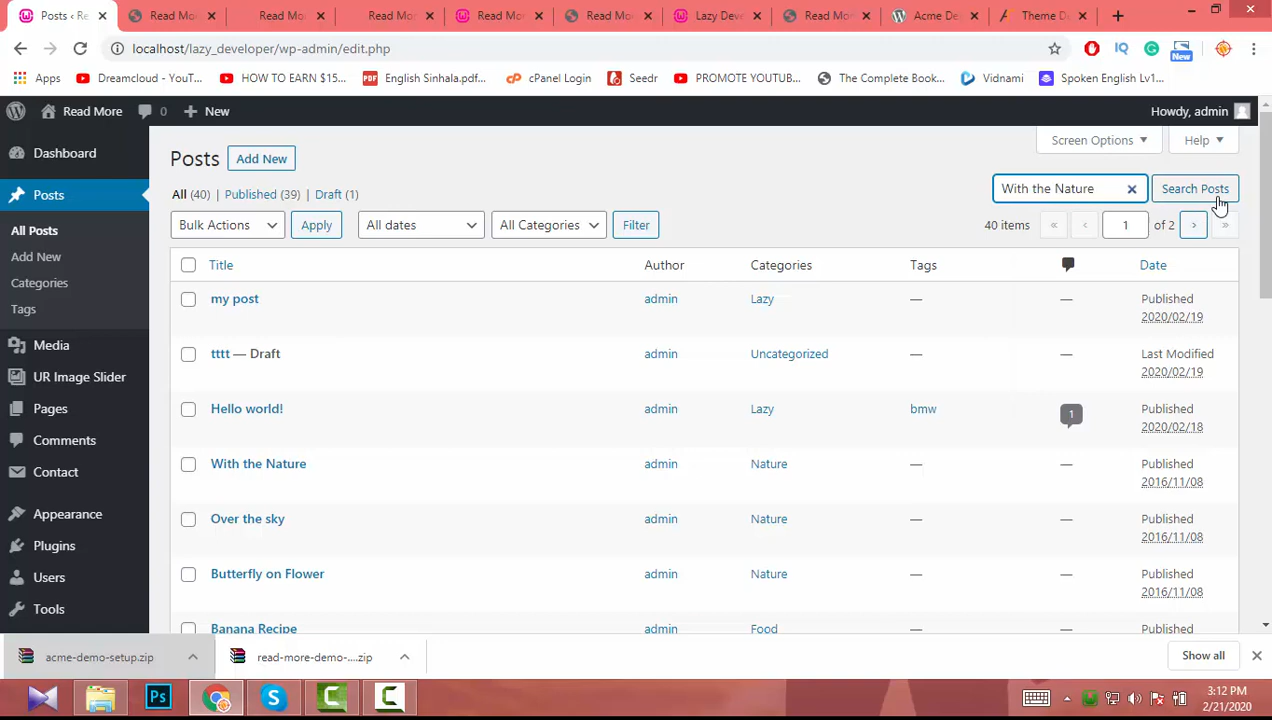 Posts ‹ Re
Read Mo
Read Mo
Read Mo
Read Mo
Read Mo
Lazy Deve
Read Mo
Acme De
Theme D
localhost/lazy_developer/wp-admin/edit.php
IQ
New
Apps
Dreamcloud - YouT...
HOW TO EARN $15...
PDF
English Sinhala.pdf...
cP
cPanel Login
Seedr
PROMOTE YOUTUB...
The Complete Book...
Vidnami
Spoken English Lv1...
Read More
0
New
Howdy, admin
Dashboard
Posts
All Posts
Add New
Categories
Tags
Media
UR Image Slider
Pages
Comments
Contact
Appearance
Plugins
Users
Tools
Screen Options
Help
Posts
Add New
All (40) | Published (39) | Draft (1)
With the Nature
Search Posts
Bulk Actions
Apply
All dates
All Categories
Filter
40 items
«
‹
1
of 2
›
»
Title
Author
Categories
Tags
Date
my post
admin
Lazy
—
—
Published
2020/02/19
tttt — Draft
admin
Uncategorized
—
—
Last Modified
2020/02/19
Hello world!
admin
Lazy
bmw
1
Published
2020/02/18
With the Nature
admin
Nature
—
—
Published
2016/11/08
Over the sky
admin
Nature
—
—
Published
2016/11/08
Butterfly on Flower
admin
Nature
—
—
Published
2016/11/08
Banana Recipe
admin
Food
—
—
Published
acme-demo-setup.zip
read-more-demo-....zip
Show all
Ps
3:12 PM
2/21/2020